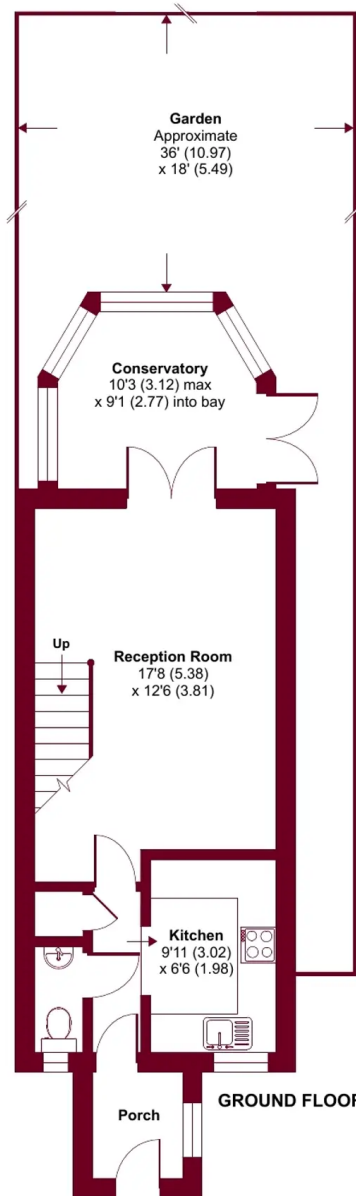 Garden
Approximate
36' (10.97)
x 18' (5.49)
Conservatory
10'3 (3.12) max
x 9'1 (2.77) into bay
Up
Reception Room
17'8 (5.38)
x 12'6 (3.81)
Kitchen
9'11 (3.02)
x 6'6 (1.98)
Porch
GROUND FLOOR